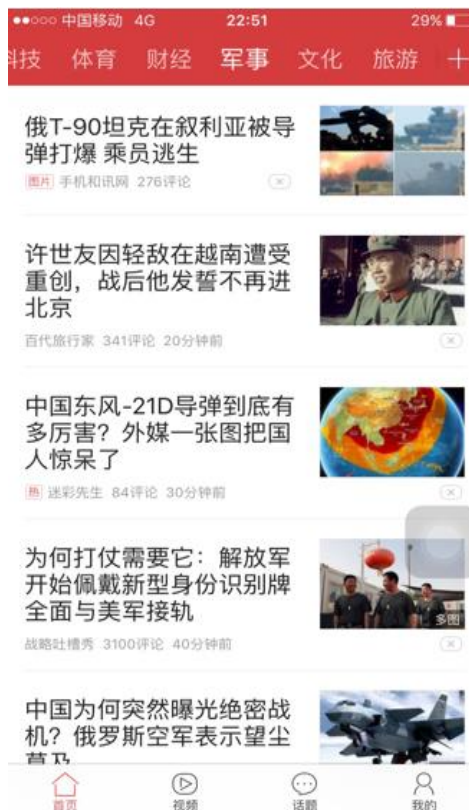 中国移动 4G 22:51 29%
科技 体育 财经 军事 文化 旅游 +
俄T-90坦克在叙利亚被导
弹打爆 乘员逃生
图片 手机和讯网 276评论
许世友因轻敌在越南遭受
重创，战后他发誓不再进
北京
百代旅行家 341评论 20分钟前
中国东风-21D导弹到底有
多厉害？外媒一张图把国
人惊呆了
热 迷彩先生 84评论 30分钟前
为何打仗需要它：解放军
开始佩戴新型身份识别牌
全面与美军接轨
多图
战略吐槽秀 3100评论 40分钟前
中国为何突然曝光绝密战
机？俄罗斯空军表示望尘
莫及
首页 视频 话题 我的